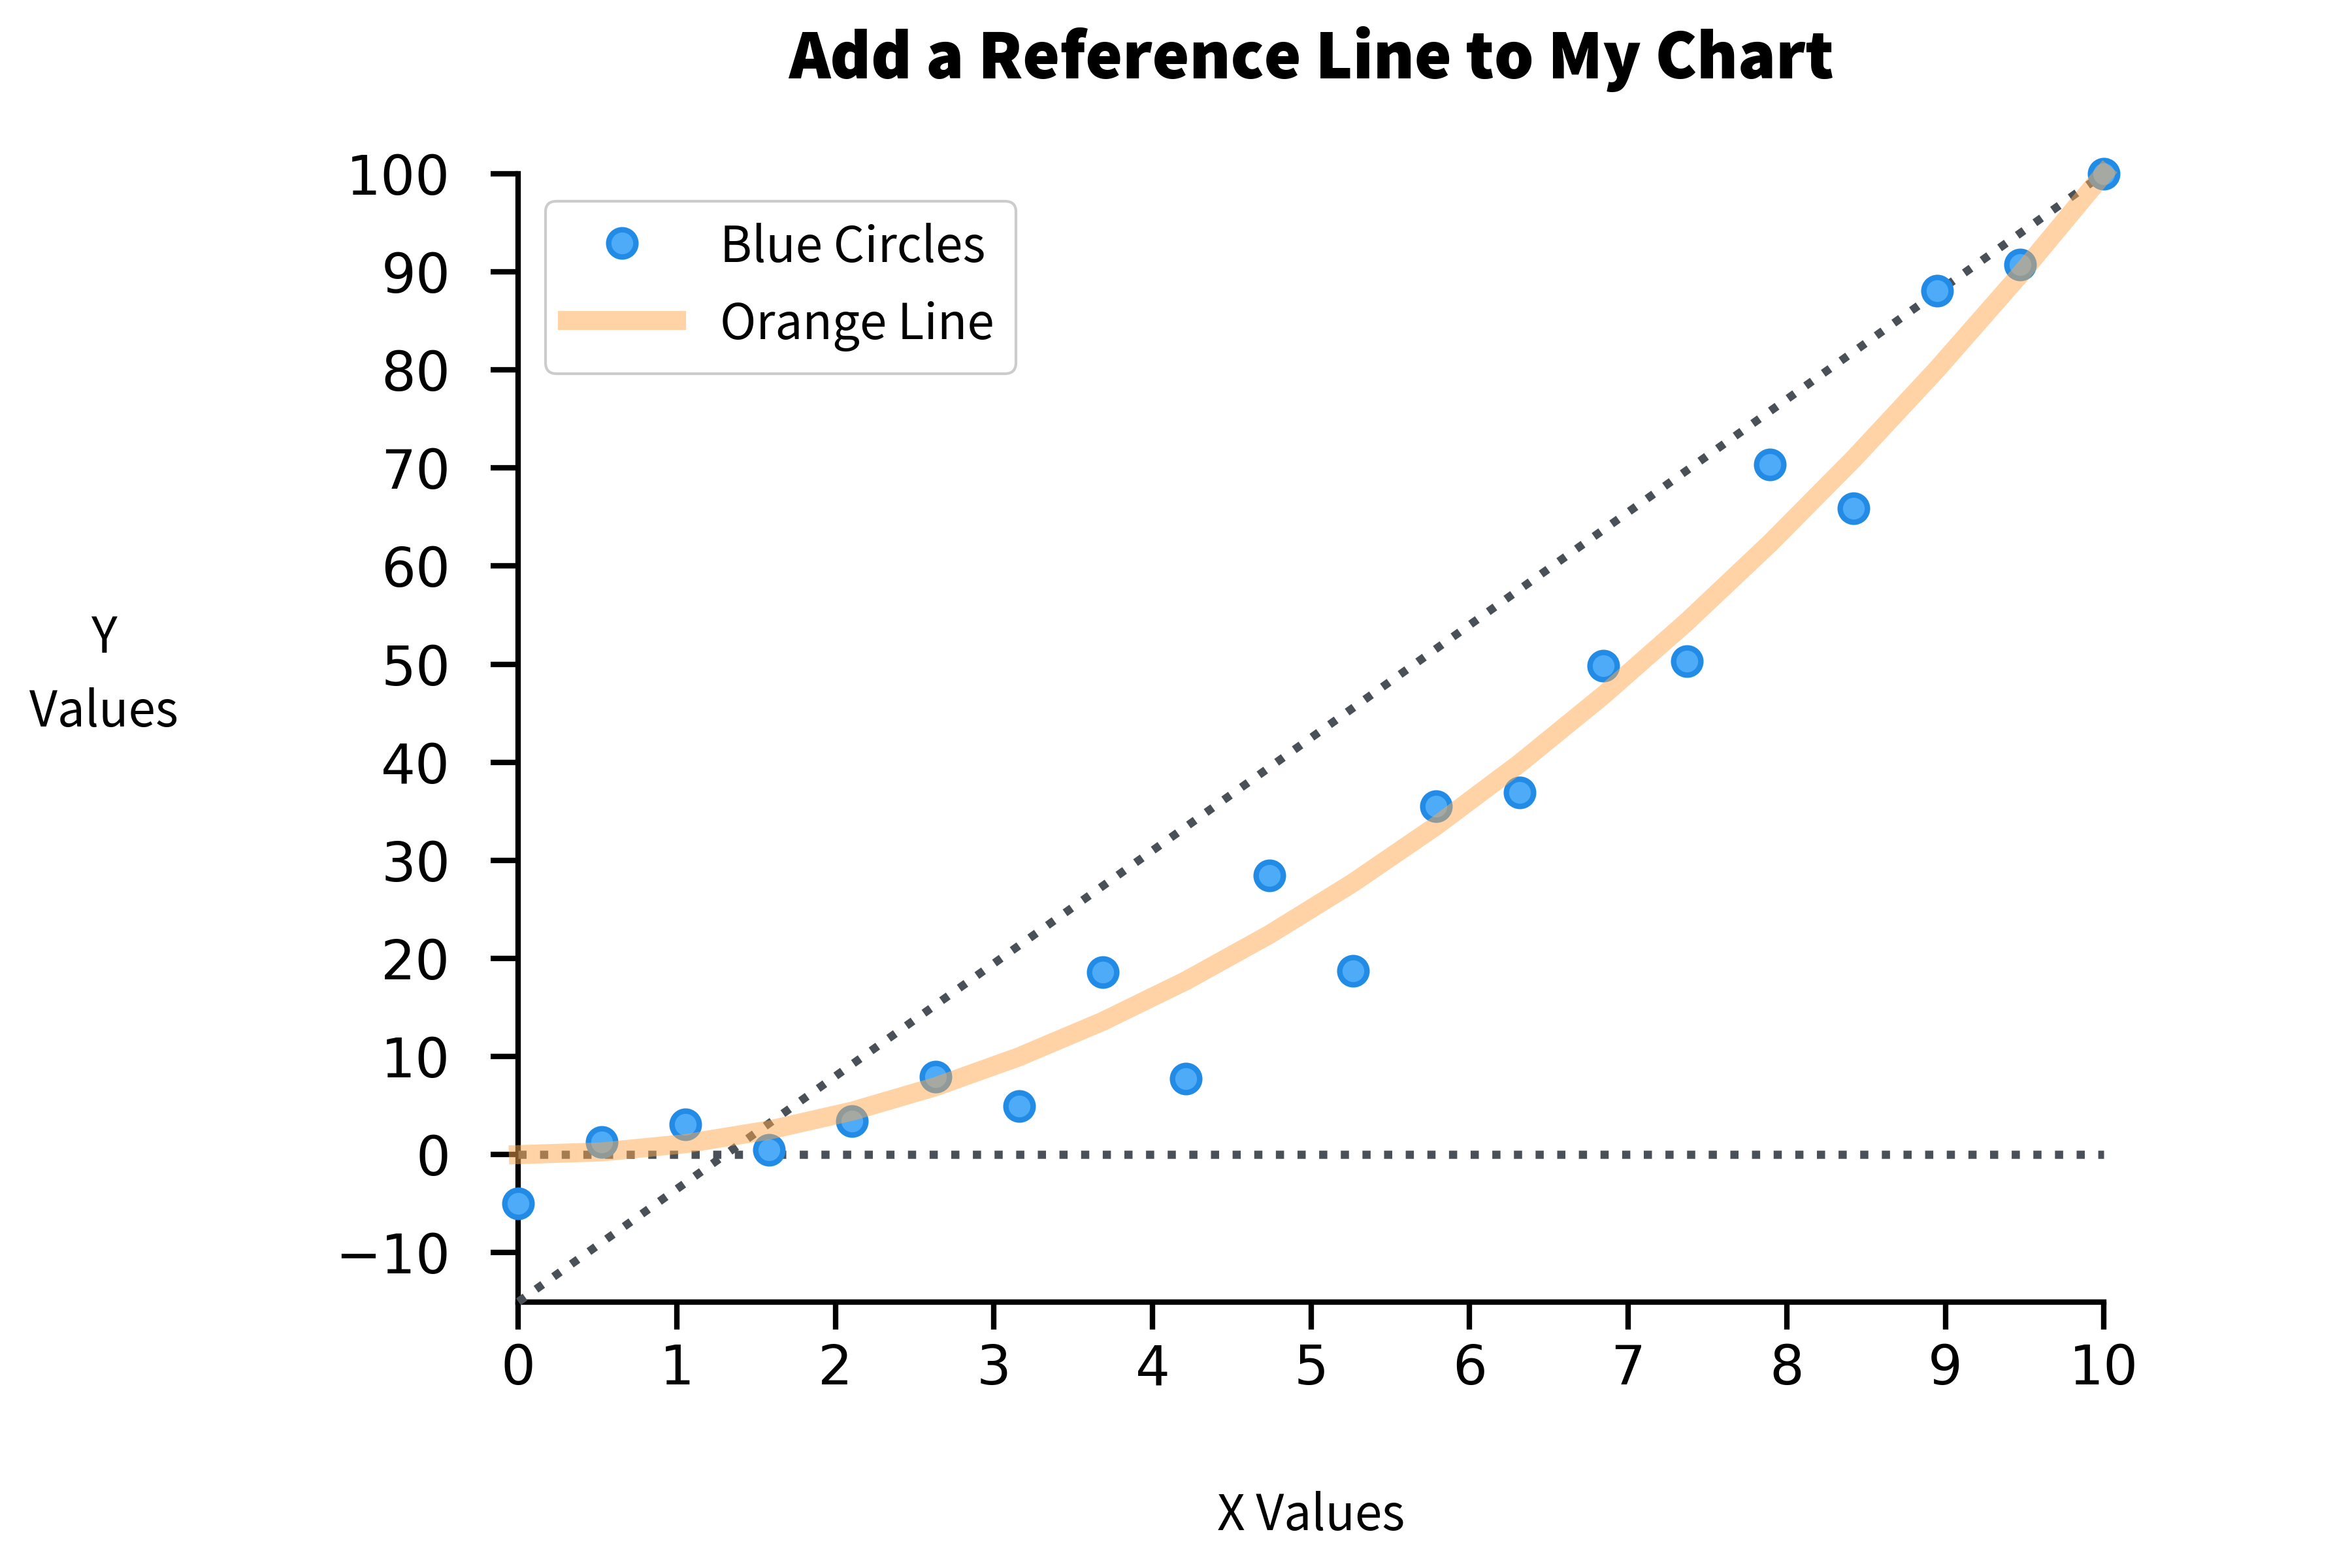 Add a Reference Line to My Chart
100
90
80
70
60
50
40
30
20
10
0
−10
Blue Circles
Orange Line
Y
Values
0 1 2 3 4 5 6 7 8 9 10
X Values